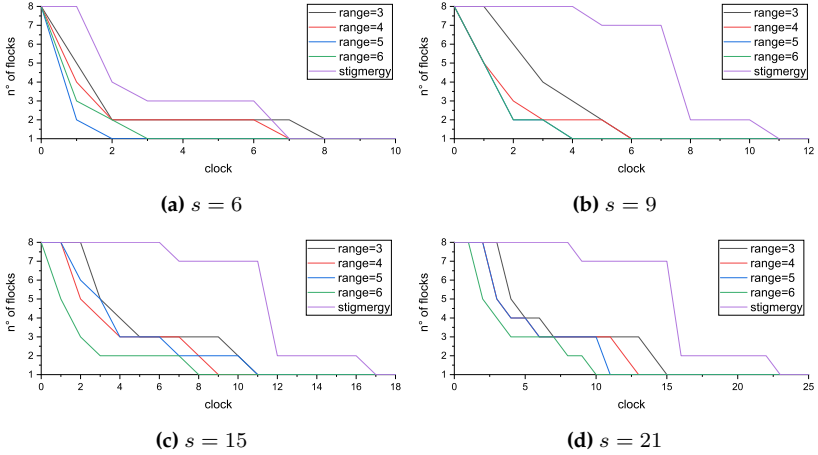 8
7
6
5
4
3
2
1
n° of flocks
0 2 4 6 8 10
clock
range=3
range=4
range=5
range=6
stigmergy
(a) s = 6
8
7
6
5
4
3
2
1
n° of flocks
0 2 4 6 8 10 12
clock
range=3
range=4
range=5
range=6
stigmergy
(b) s = 9
8
7
6
5
4
3
2
1
n° of flocks
0 2 4 6 8 10 12 14 16 18
clock
range=3
range=4
range=5
range=6
stigmergy
(c) s = 15
8
7
6
5
4
3
2
1
n° of flocks
0 5 10 15 20 25
clock
range=3
range=4
range=5
range=6
stigmergy
(d) s = 21